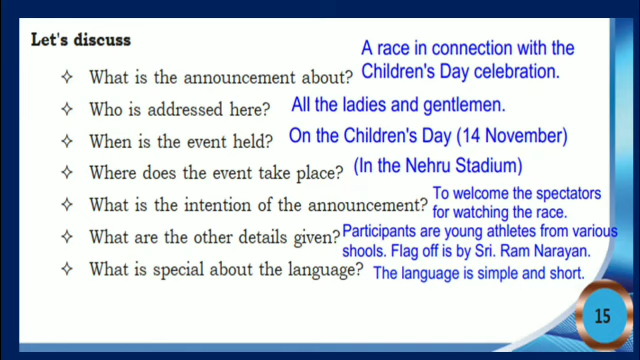 Let's discuss
A race in connection with the
✧ What is the announcement about? Children's Day celebration.
✧ Who is addressed here? All the ladies and gentlemen.
✧ When is the event held? On the Children's Day (14 November)
✧ Where does the event take place? (In the Nehru Stadium)
To welcome the spectators
✧ What is the intention of the announcement? for watching the race.
✧ What are the other details given? Participants are young athletes from various
shools. Flag off is by Sri. Ram Narayan.
✧ What is special about the language? The language is simple and short.
15